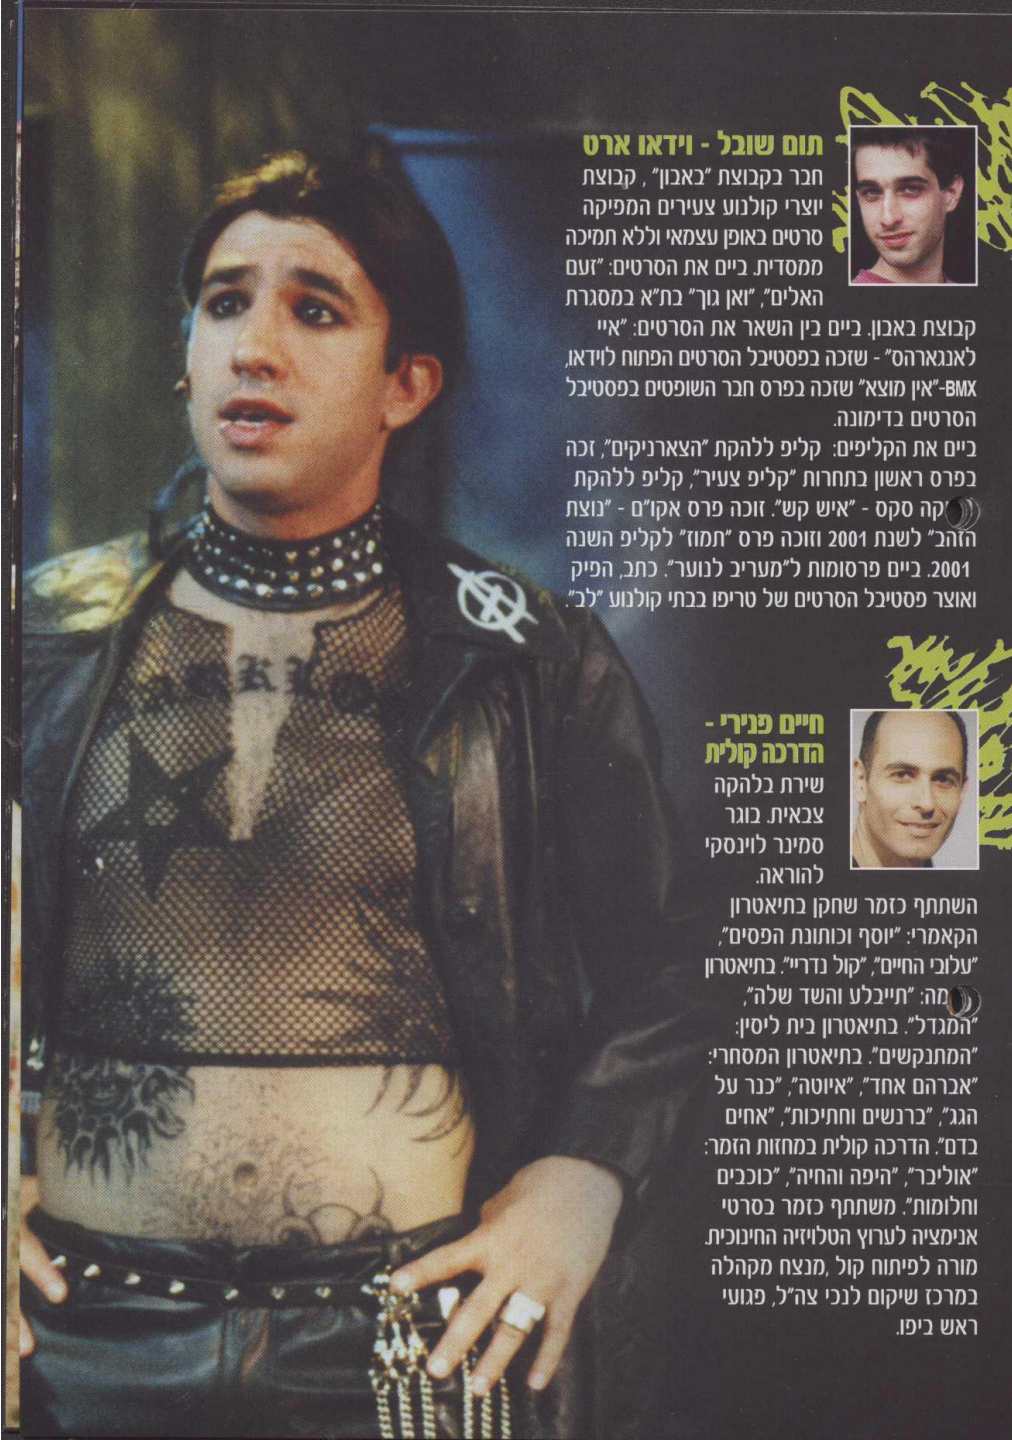 תום שובל - וידאו ארט
חבר בקבוצת "באבון" , קבוצת
יוצרי קולנוע צעירים המפיקה
סרטים באופן עצמאי וללא תמיכה
ממסדית. ביים את הסרטים: "זעם
האלים", "ואן גוך" בת"א במסגרת
קבוצת באבון. ביים בין השאר את הסרטים: "איי
לאנגארהס" - שזכה בפסטיבל הסרטים הפתוח לוידאו,
BMX-"אין מוצא" שזכה בפרס חבר השופטים בפסטיבל
הסרטים בדימונה.
ביים את הקליפים: קליפ ללהקת "הצארניקים", זכה
בפרס ראשון בתחרות "קליפ צעיר", קליפ ללהקת
קה סקס - "איש קש". זוכה פרס אקו"ם - "נוצת
הזהב" לשנת 2001 וזוכה פרס "תמוז" לקליפ השנה
2001. ביים פרסומות ל"מעריב לנוער". כתב, הפיק
ואוצר פסטיבל הסרטים של טריפו בבתי קולנוע "לב".
חיים פנירי -
הדרכה קולית
שירת בלהקה
צבאית. בוגר
סמינר לוינסקי
להוראה.
השתתף כזמר שחקן בתיאטרון
הקאמרי: "יוסף וכותונת הפסים",
"עלובי החיים", "קול נדריי". בתיאטרון
מה: "תייבלע והשד שלה",
"המגדל". בתיאטרון בית ליסין:
"המתנקשים". בתיאטרון המסחרי:
"אברהם אחד", "איוטה", "כנר על
הגג", "ברנשים וחתיכות", "אחים
בדם". הדרכה קולית במחזות הזמר:
"אוליבר", "היפה והחיה", "כוכבים
וחלומות". משתתף כזמר בסרטי
אנימציה לערוץ הטלויזיה החינוכית.
מורה לפיתוח קול ,מנצח מקהלה
במרכז שיקום לנכי צה"ל, פגועי
ראש ביפו.